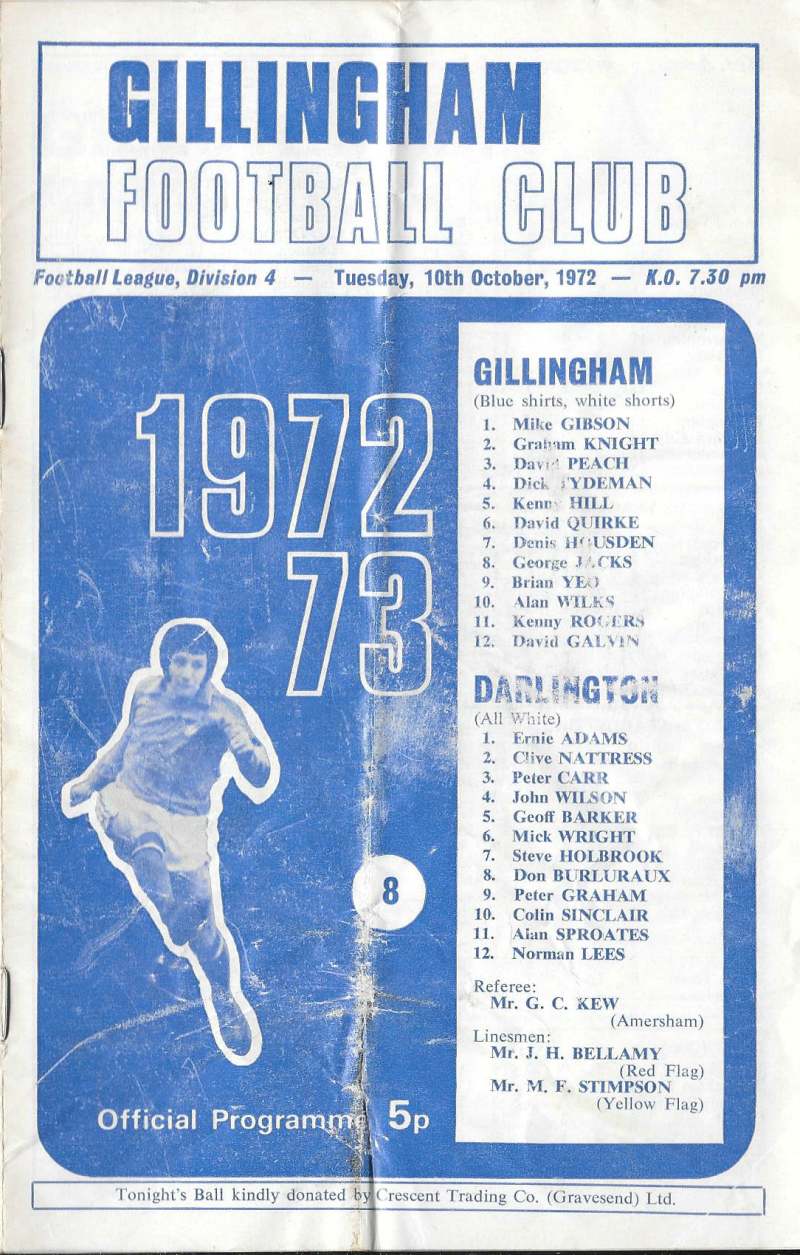 GILLINGHAM
FOOTBALL CLUB
Football League, Division 4 — Tuesday, 10th October, 1972 — K.O. 7.30 pm
1972
73
8
Official Programme 5p
GILLINGHAM
(Blue shirts, white shorts)
1. Mike GIBSON
2. Graham KNIGHT
3. David PEACH
4. Dick TYDEMAN
5. Kenny HILL
6. David QUIRKE
7. Denis HOUSDEN
8. George JACKS
9. Brian YEO
10. Alan WILKS
11. Kenny ROGERS
12. David GALVIN
DARLINGTON
(All White)
1. Ernie ADAMS
2. Clive NATTRESS
3. Peter CARR
4. John WILSON
5. Geoff BARKER
6. Mick WRIGHT
7. Steve HOLBROOK
8. Don BURLURAUX
9. Peter GRAHAM
10. Colin SINCLAIR
11. Alan SPROATES
12. Norman LEES
Referee:
Mr. G. C. KEW
(Amersham)
Linesmen:
Mr. J. H. BELLAMY
(Red Flag)
Mr. M. F. STIMPSON
(Yellow Flag)
Tonight's Ball kindly donated by Crescent Trading Co. (Gravesend) Ltd.